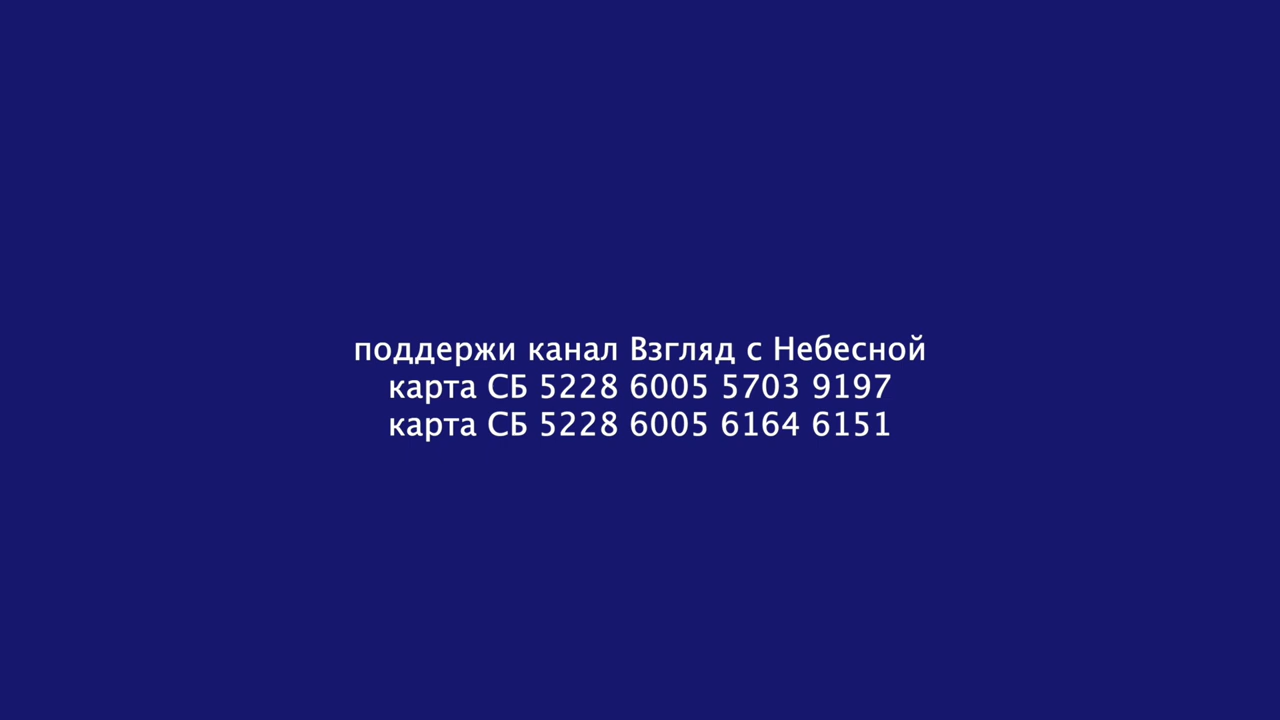 поддержи канал Взгляд с Небесной
карта СБ 5228 6005 5703 9197
карта СБ 5228 6005 6164 6151